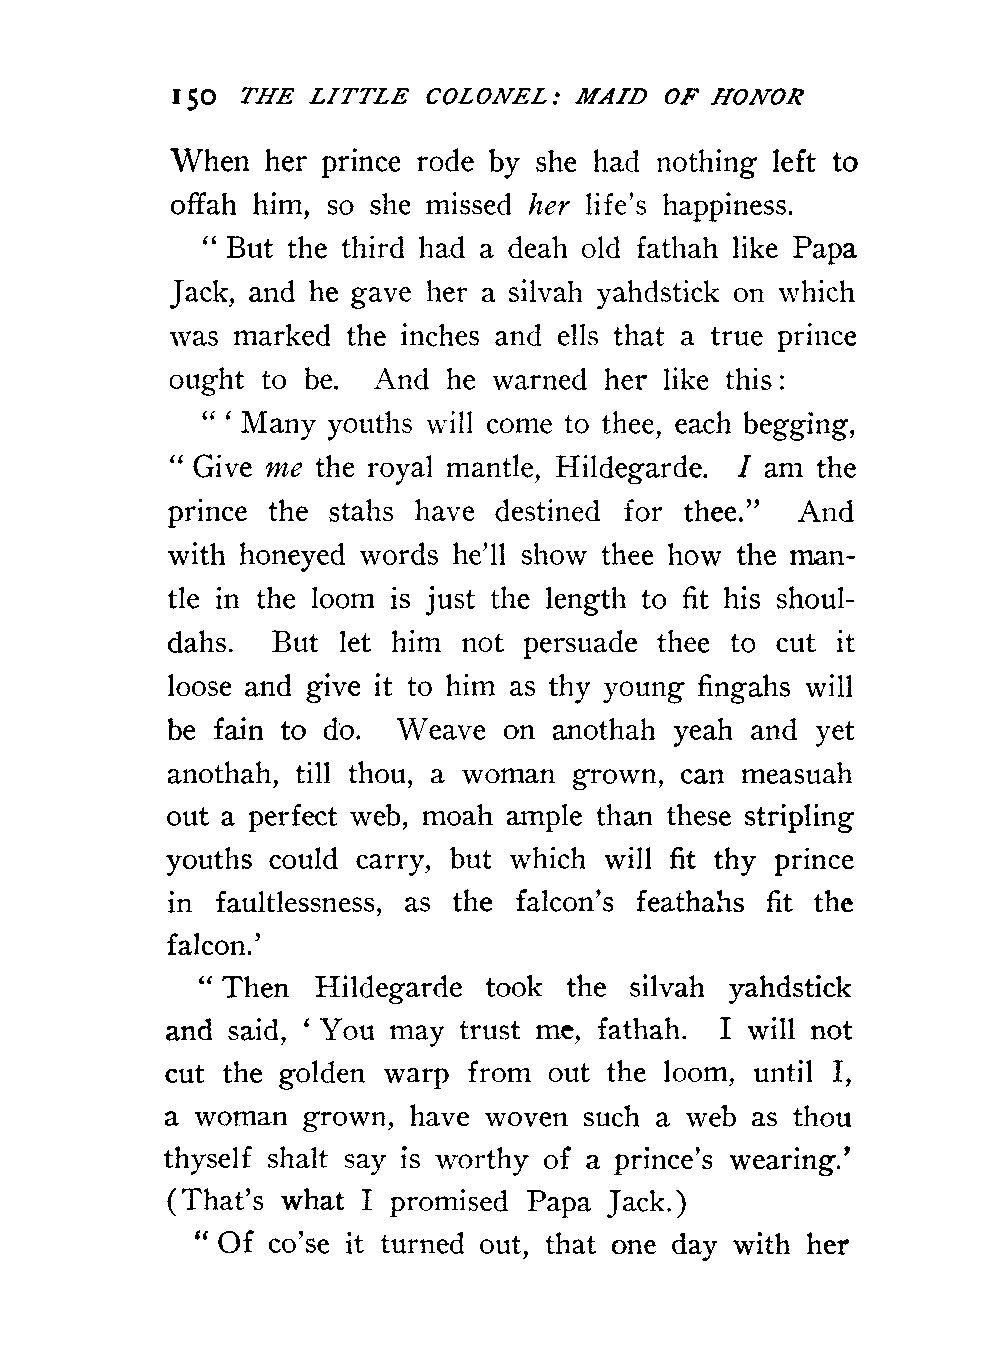 150 THE LITTLE COLONEL: MAID OF HONOR
When her prince rode by she had nothing left to
offah him, so she missed her life's happiness.
" But the third had a deah old fathah like Papa
Jack, and he gave her a silvah yahdstick on which
was marked the inches and ells that a true prince
ought to be. And he warned her like this:
" ' Many youths will come to thee, each begging,
" Give me the royal mantle, Hildegarde. I am the
prince the stahs have destined for thee." And
with honeyed words he'll show thee how the man-
tle in the loom is just the length to fit his shoul-
dahs. But let him not persuade thee to cut it
loose and give it to him as thy young fingahs will
be fain to do. Weave on anothah yeah and yet
anothah, till thou, a woman grown, can measuah
out a perfect web, moah ample than these stripling
youths could carry, but which will fit thy prince
in faultlessness, as the falcon's feathahs fit the
falcon.'
" Then Hildegarde took the silvah yahdstick
and said, ' You may trust me, fathah. I will not
cut the golden warp from out the loom, until I,
a woman grown, have woven such a web as thou
thyself shalt say is worthy of a prince's wearing.'
(That's what I promised Papa Jack.)
" Of co'se it turned out, that one day with her